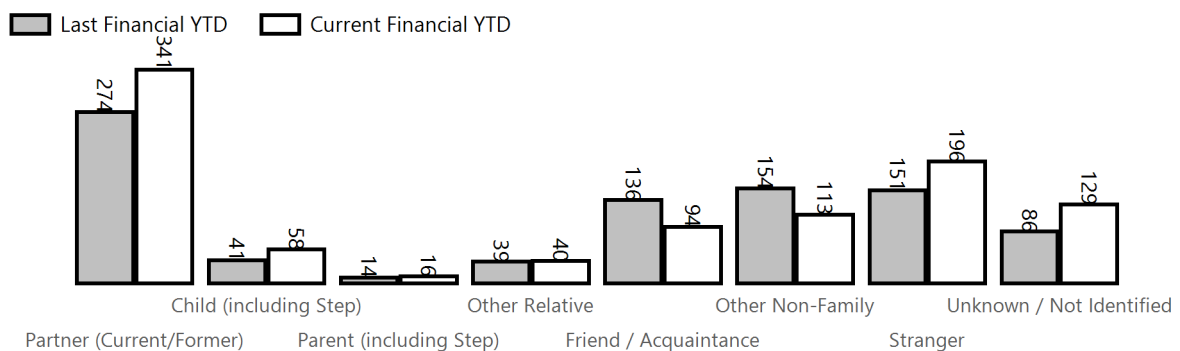 Last Financial YTD Current Financial YTD
274 341 41 58 14 16 39 40 136 94 154 113 151 196 86 129
Child (including Step) Other Relative Other Non-Family Unknown / Not Identified
Partner (Current/Former) Parent (including Step) Friend / Acquaintance Stranger